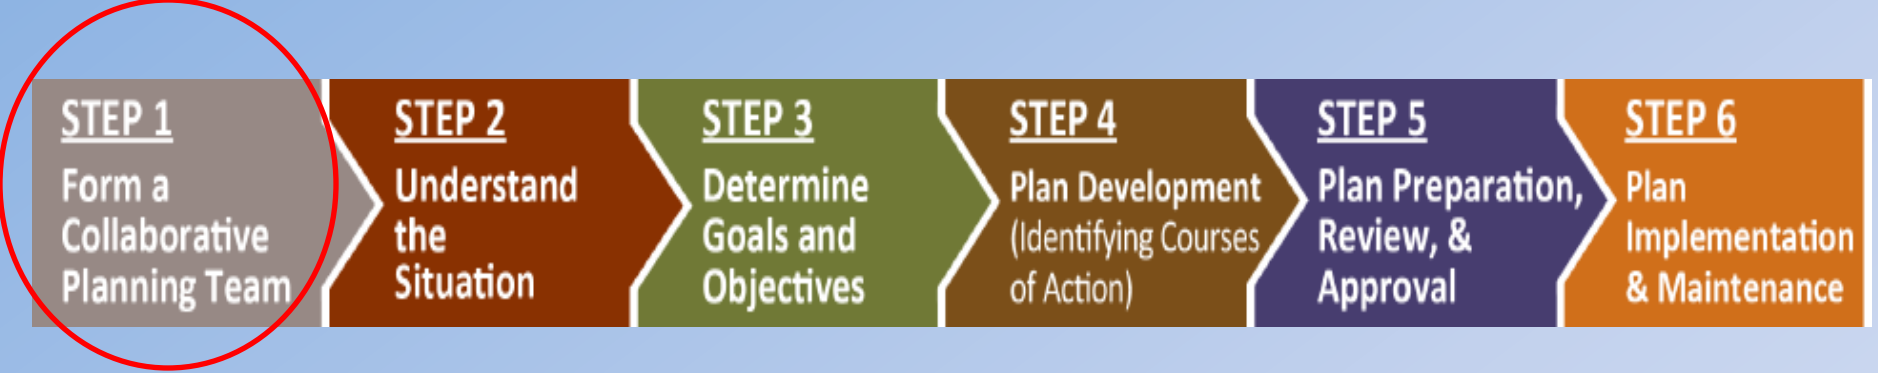 STEP 1
Form a
Collaborative
Planning Team
STEP 2
Understand
the
Situation
STEP 3
Determine
Goals and
Objectives
STEP 4
Plan Development
(Identifying Courses
of Action)
STEP 5
Plan Preparation,
Review, &
Approval
STEP 6
Plan
Implementation
& Maintenance